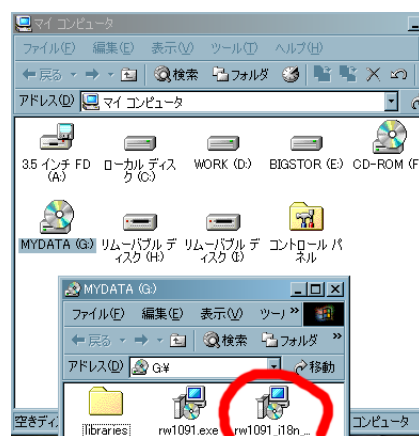 マイ コンピュータ
ファイル(F) 編集(E) 表示(V) ツール(T) ヘルプ(H)
戻る 検索 フォルダ
アドレス(D) マイ コンピュータ
3.5 インチ FD (A:)
ローカル ディスク (C:)
WORK (D:)
BIGSTOR (E:)
CD-ROM (F
MYDATA (G:)
リムーバブル ディスク (H:)
リムーバブル ディスク (I:)
コントロール パネル
MYDATA (G:)
ファイル(F) 編集(E) 表示(V) ツール »
戻る 検索 フォルダ »
アドレス(D) G:¥ 移動
libraries rw1091.exe rw1091_i18n_...
空きディ コンピュータ